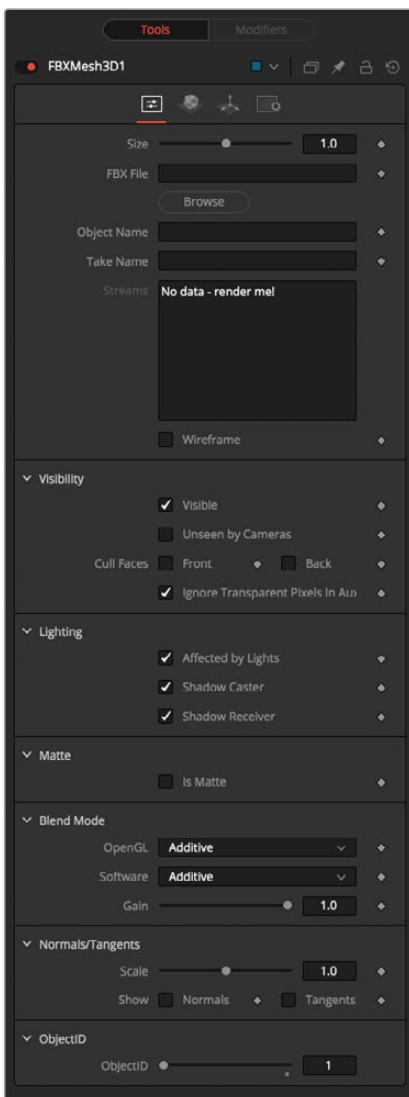 Tools Modifiers
FBXMesh3D1
Size 1.0
FBX File
Browse
Object Name
Take Name
Streams No data - render me!
Wireframe
Visibility
Visible
Unseen by Cameras
Cull Faces Front Back
Ignore Transparent Pixels In Aux
Lighting
Affected by Lights
Shadow Caster
Shadow Receiver
Matte
Is Matte
Blend Mode
OpenGL Additive
Software Additive
Gain 1.0
Normals/Tangents
Scale 1.0
Show Normals Tangents
ObjectID
ObjectID 1